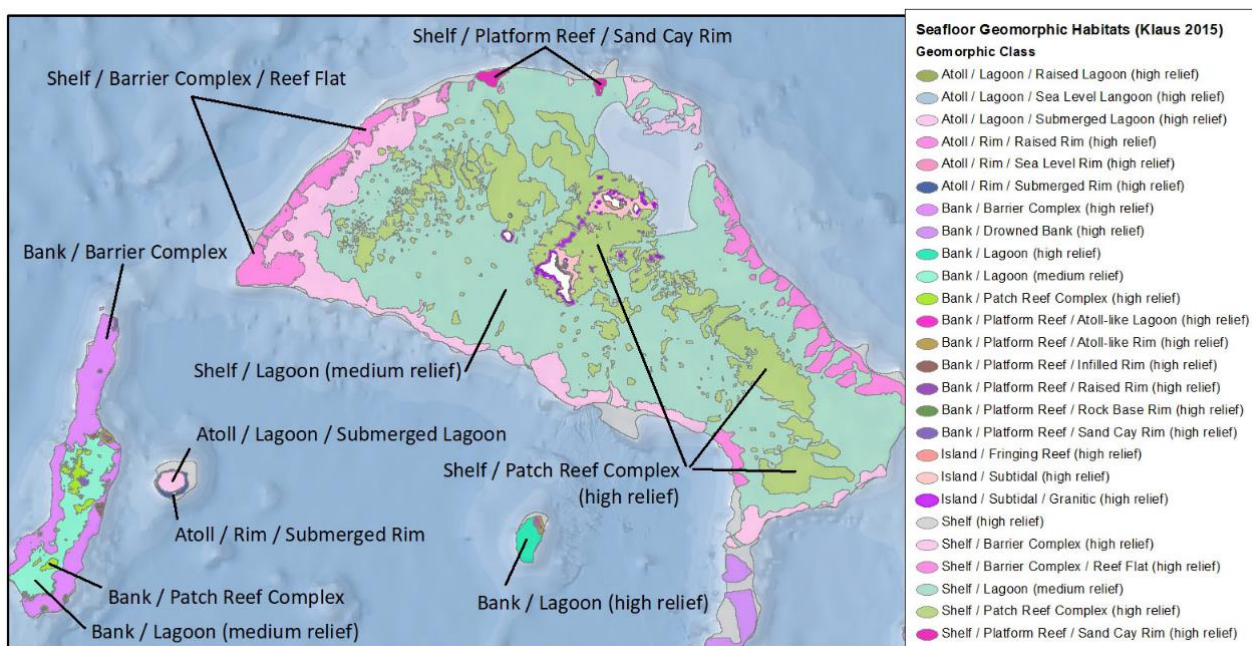 Shelf / Platform Reef / Sand Cay Rim
Shelf / Barrier Complex / Reef Flat
Bank / Barrier Complex
Shelf / Lagoon (medium relief)
Atoll / Lagoon / Submerged Lagoon
Shelf / Patch Reef Complex
(high relief)
Atoll / Rim / Submerged Rim
Bank / Patch Reef Complex
Bank / Lagoon (high relief)
Bank / Lagoon (medium relief)
Seafloor Geomorphic Habitats (Klaus 2015)
Geomorphic Class
Atoll / Lagoon / Raised Lagoon (high relief)
Atoll / Lagoon / Sea Level Langoon (high relief)
Atoll / Lagoon / Submerged Lagoon (high relief)
Atoll / Rim / Raised Rim (high relief)
Atoll / Rim / Sea Level Rim (high relief)
Atoll / Rim / Submerged Rim (high relief)
Bank / Barrier Complex (high relief)
Bank / Drowned Bank (high relief)
Bank / Lagoon (high relief)
Bank / Lagoon (medium relief)
Bank / Patch Reef Complex (high relief)
Bank / Platform Reef / Atoll-like Lagoon (high relief)
Bank / Platform Reef / Atoll-like Rim (high relief)
Bank / Platform Reef / Infilled Rim (high relief)
Bank / Platform Reef / Raised Rim (high relief)
Bank / Platform Reef / Rock Base Rim (high relief)
Bank / Platform Reef / Sand Cay Rim (high relief)
Island / Fringing Reef (high relief)
Island / Subtidal (high relief)
Island / Subtidal / Granitic (high relief)
Shelf (high relief)
Shelf / Barrier Complex (high relief)
Shelf / Barrier Complex / Reef Flat (high relief)
Shelf / Lagoon (medium relief)
Shelf / Patch Reef Complex (high relief)
Shelf / Platform Reef / Sand Cay Rim (high relief)